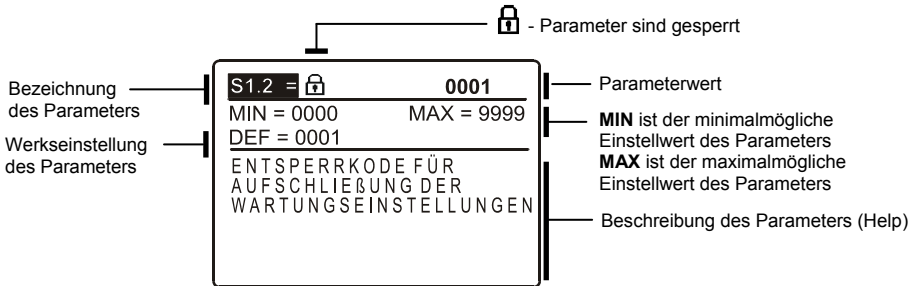 - Parameter sind gesperrt
Bezeichnung
des Parameters
Werkseinstellung
des Parameters
S1.2 = 0001
MIN = 0000 MAX = 9999
DEF = 0001
ENTSPERRKODE FÜR
AUFSCHLIEßUNG DER
WARTUNGSEINSTELLUNGEN
Parameterwert
MIN ist der minimalmögliche
Einstellwert des Parameters
MAX ist der maximalmögliche
Einstellwert des Parameters
Beschreibung des Parameters (Help)